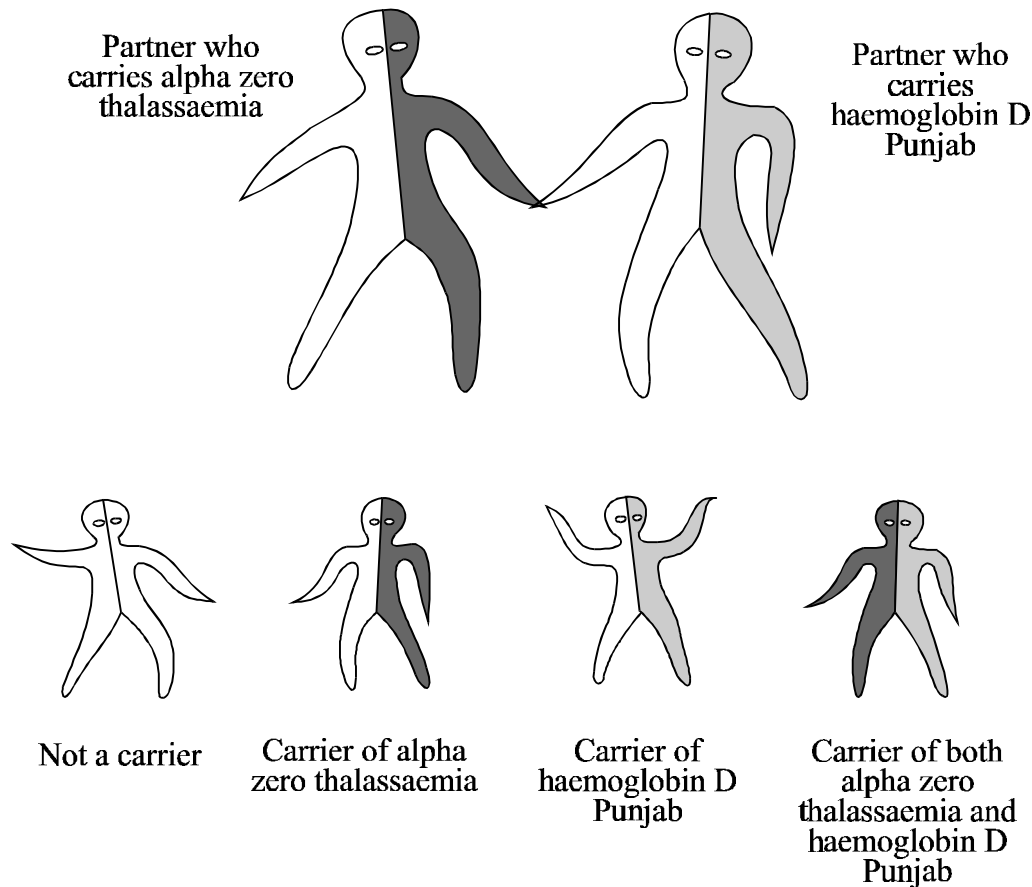 Partner who
carries alpha zero
thalassaemia
Partner who
carries
haemoglobin D
Punjab
Not a carrier
Carrier of alpha
zero thalassaemia
Carrier of
haemoglobin D
Punjab
Carrier of both
alpha zero
thalassaemia and
haemoglobin D
Punjab